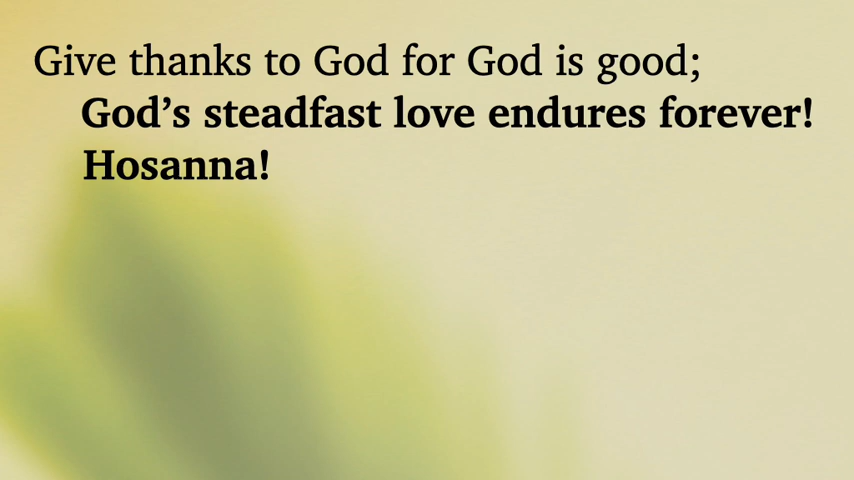 Give thanks to God for God is good;
God’s steadfast love endures forever!
Hosanna!